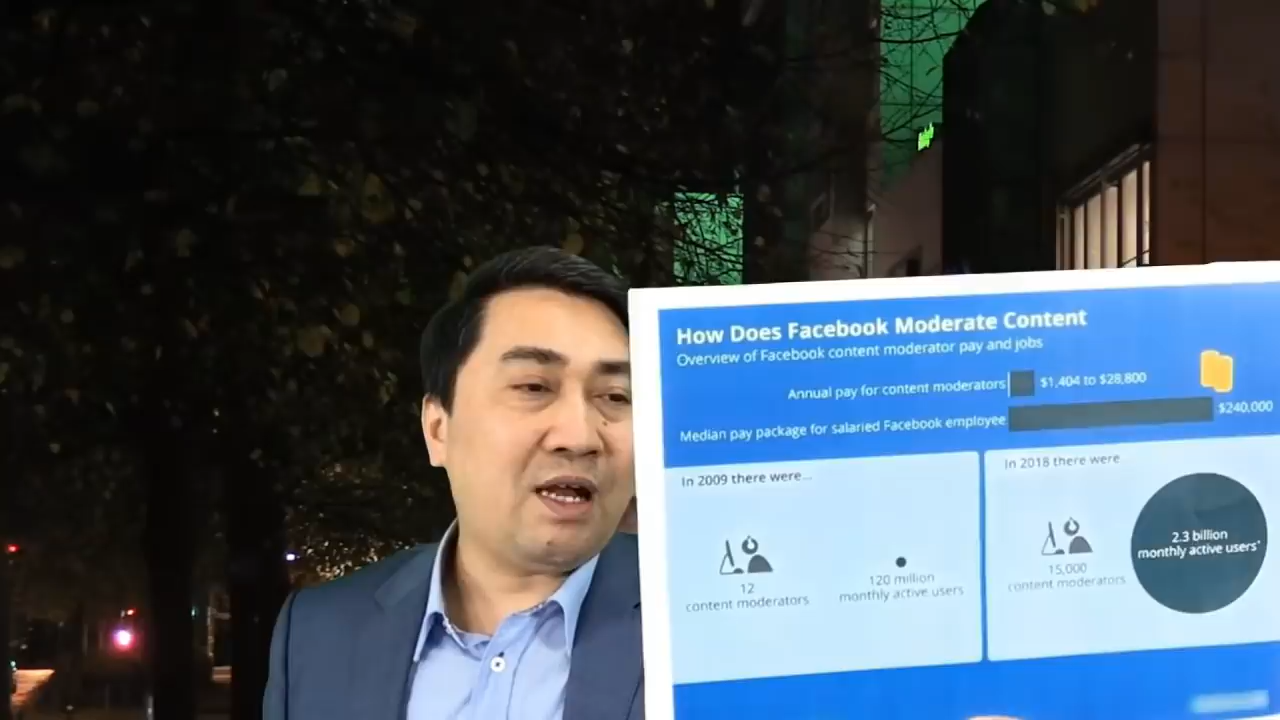 How Does Facebook Moderate Content
Overview of Facebook content moderator pay and jobs
Annual pay for content moderators $1,404 to $28,800
Median pay package for salaried Facebook employee $240,000
In 2009 there were...
12
content moderators
120 million
monthly active users
In 2018 there were
15,000
content moderators
2.3 billion
monthly active users*